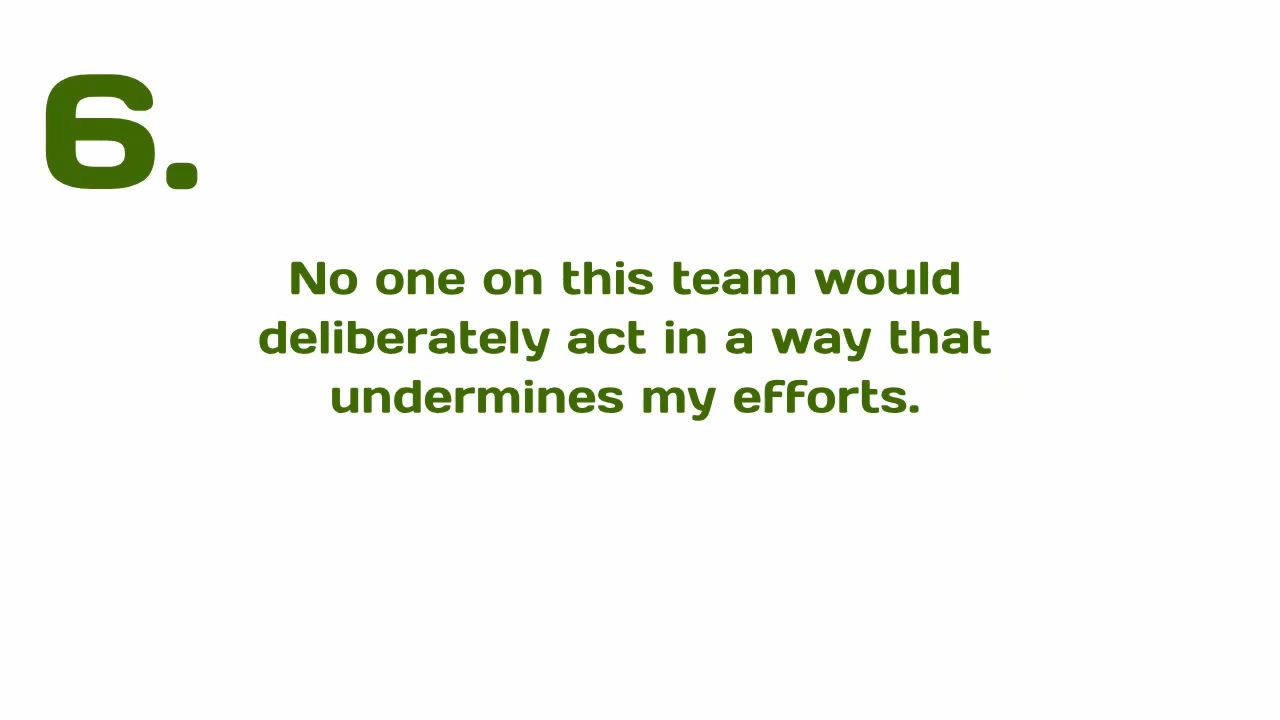 6.
No one on this team would
deliberately act in a way that
undermines my efforts.